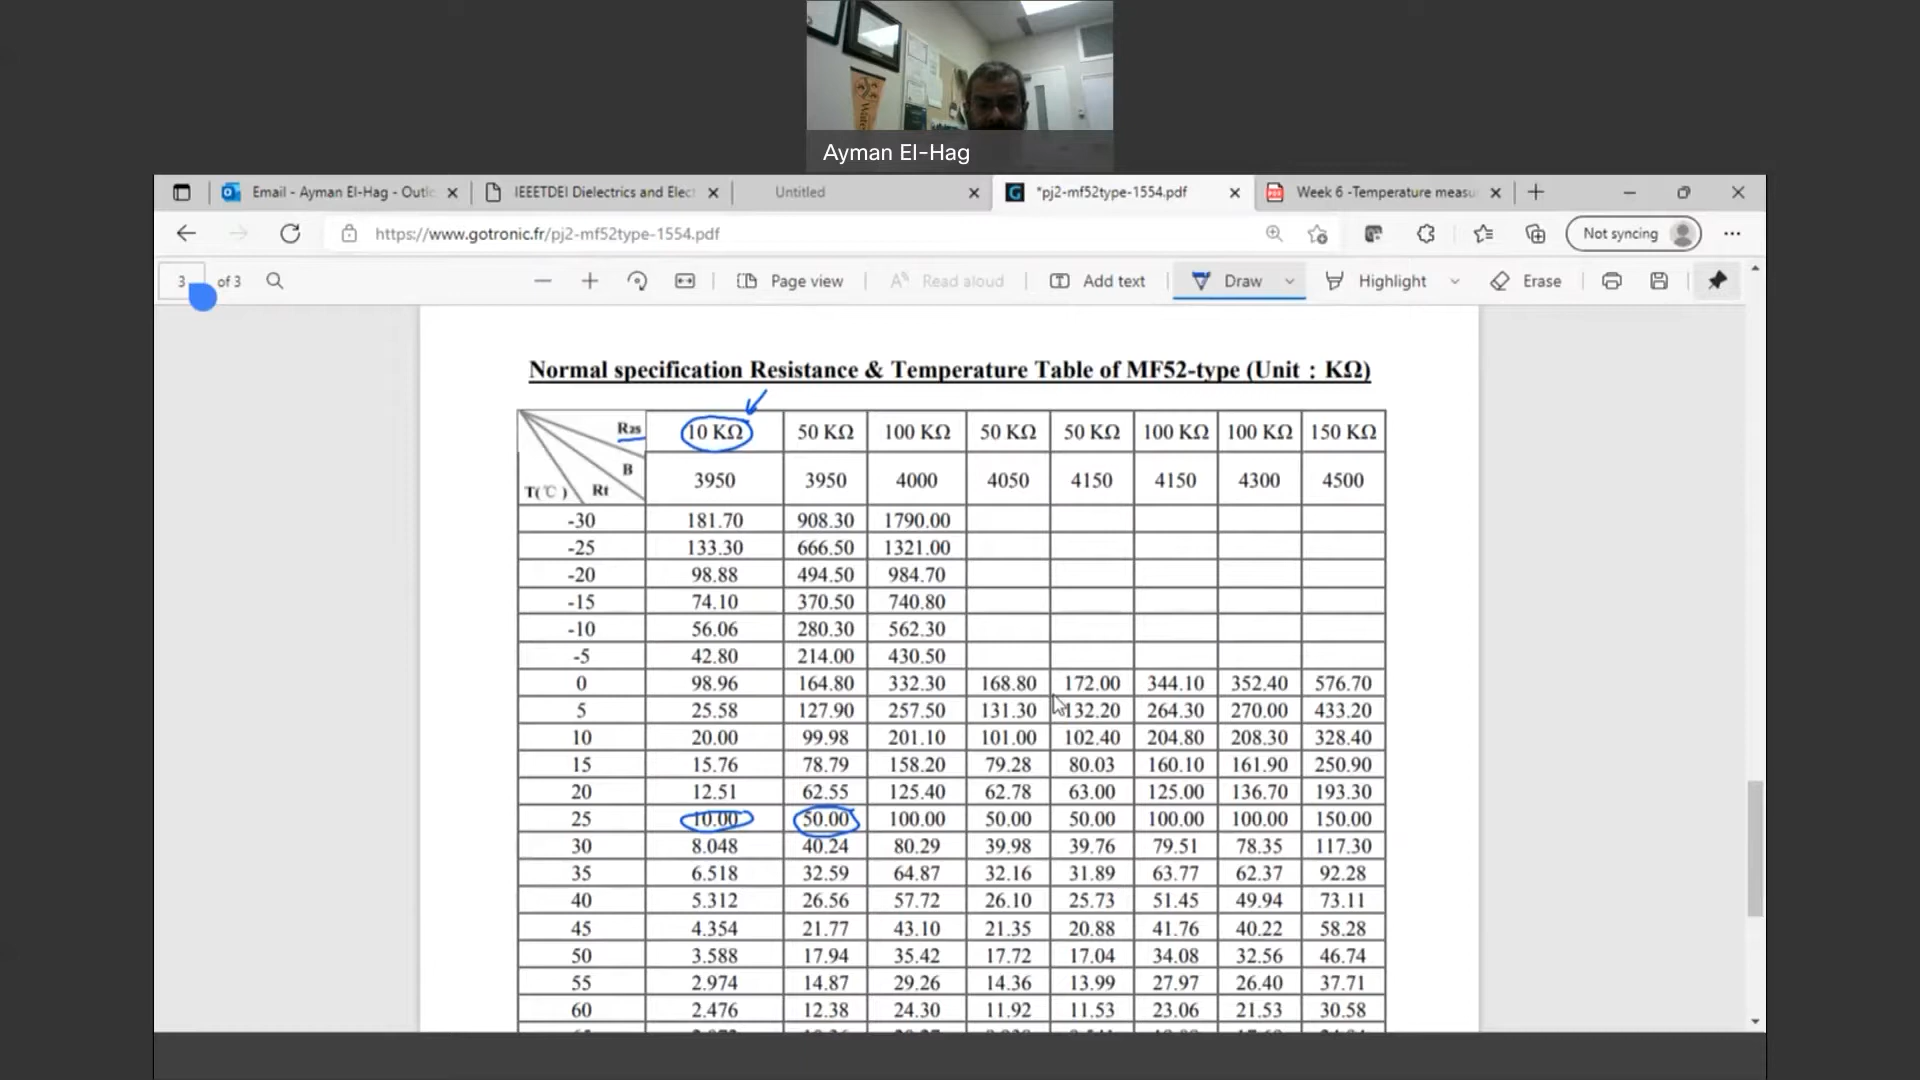 Ayman El-Hag
Email - Ayman El-Hag - Outlo
IEEETDEI Dielectrics and Elec
Untitled
*pj2-mf52type-1554.pdf
Week 6 -Temperature measu
https://www.gotronic.fr/pj2-mf52type-1554.pdf
Not syncing
3 of 3
Page view
Read aloud
Add text
Draw
Highlight
Erase
Normal specification Resistance & Temperature Table of MF52-type (Unit : KΩ)
R25 10 KΩ 50 KΩ 100 KΩ 50 KΩ 50 KΩ 100 KΩ 100 KΩ 150 KΩ
B
T(℃) Rt 3950 3950 4000 4050 4150 4150 4300 4500
-30 181.70 908.30 1790.00
-25 133.30 666.50 1321.00
-20 98.88 494.50 984.70
-15 74.10 370.50 740.80
-10 56.06 280.30 562.30
-5 42.80 214.00 430.50
0 98.96 164.80 332.30 168.80 172.00 344.10 352.40 576.70
5 25.58 127.90 257.50 131.30 132.20 264.30 270.00 433.20
10 20.00 99.98 201.10 101.00 102.40 204.80 208.30 328.40
15 15.76 78.79 158.20 79.28 80.03 160.10 161.90 250.90
20 12.51 62.55 125.40 62.78 63.00 125.00 136.70 193.30
25 10.00 50.00 100.00 50.00 50.00 100.00 100.00 150.00
30 8.048 40.24 80.29 39.98 39.76 79.51 78.35 117.30
35 6.518 32.59 64.87 32.16 31.89 63.77 62.37 92.28
40 5.312 26.56 57.72 26.10 25.73 51.45 49.94 73.11
45 4.354 21.77 43.10 21.35 20.88 41.76 40.22 58.28
50 3.588 17.94 35.42 17.72 17.04 34.08 32.56 46.74
55 2.974 14.87 29.26 14.36 13.99 27.97 26.40 37.71
60 2.476 12.38 24.30 11.92 11.53 23.06 21.53 30.58